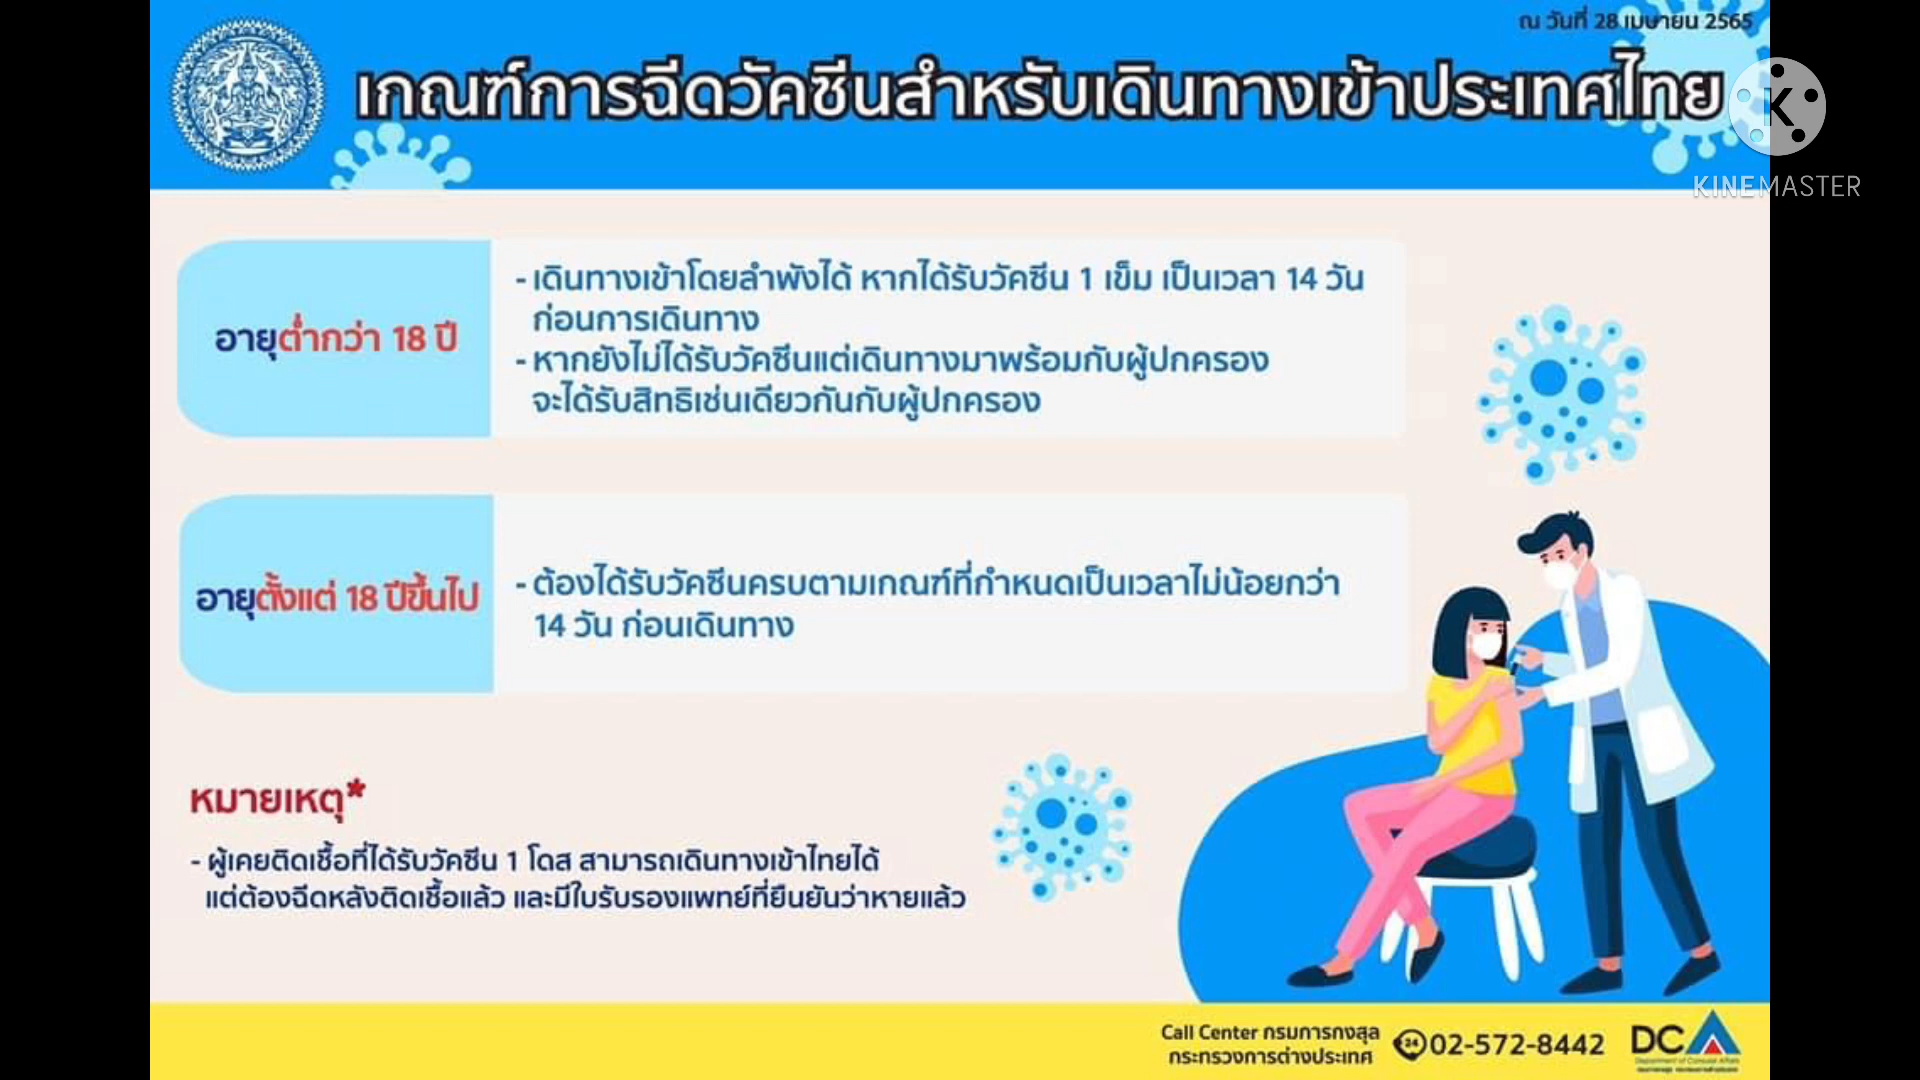 ณ วันที่ 28 เมษายน 2565
เกณฑ์การฉีดวัคซีนสำหรับเดินทางเข้าประเทศไทย
K
KINEMASTER
อายุต่ำกว่า 18 ปี
- เดินทางเข้าโดยลำพังได้ หากได้รับวัคซีน 1 เข็ม เป็นเวลา 14 วัน
ก่อนการเดินทาง
- หากยังไม่ได้รับวัคซีนแต่เดินทางมาพร้อมกับผู้ปกครอง
จะได้รับสิทธิเช่นเดียวกันกับผู้ปกครอง
อายุตั้งแต่ 18 ปีขึ้นไป
- ต้องได้รับวัคซีนครบตามเกณฑ์ที่กำหนดเป็นเวลาไม่น้อยกว่า
14 วัน ก่อนเดินทาง
หมายเหตุ*
- ผู้เคยติดเชื้อที่ได้รับวัคซีน 1 โดส สามารถเดินทางเข้าไทยได้
แต่ต้องฉีดหลังติดเชื้อแล้ว และมีใบรับรองแพทย์ที่ยืนยันว่าหายแล้ว
Call Center กรมการกงสุล
กระทรวงการต่างประเทศ
24 02-572-8442
DCA
Department of Consular Affairs